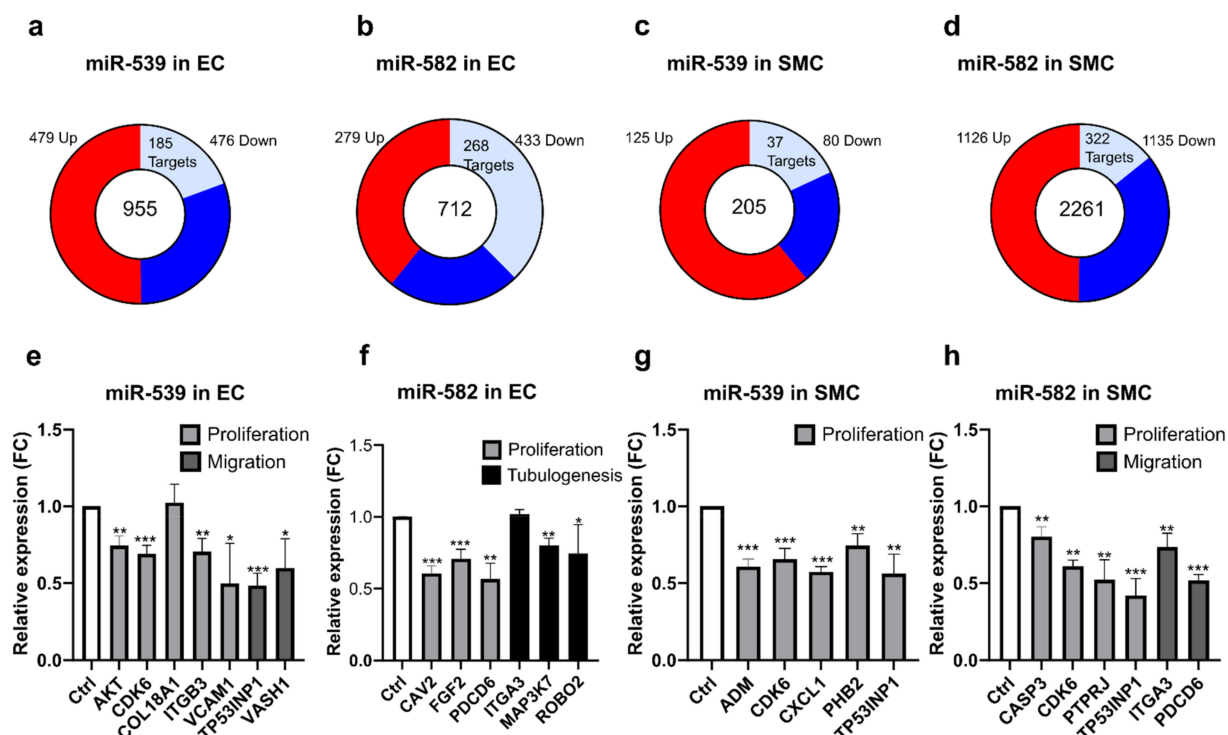 a
miR-539 in EC
479 Up
185
Targets
476 Down
955
b
miR-582 in EC
279 Up
268
Targets
433 Down
712
c
miR-539 in SMC
125 Up
37
Targets
80 Down
205
d
miR-582 in SMC
1126 Up
322
Targets
1135 Down
2261
e
miR-539 in EC
Relative expression (FC)
1.5
1.0
0.5
0.0
Proliferation
Migration
**
***
**
*
***
*
Ctrl
AKT
CDK6
COL18A1
ITGB3
VCAM1
TP53INP1
VASH1
f
miR-582 in EC
Relative expression (FC)
1.5
1.0
0.5
0.0
Proliferation
Tubulogenesis
***
***
**
**
*
Ctrl
CAV2
FGF2
PDCD6
ITGA3
MAP3K7
ROBO2
g
miR-539 in SMC
Relative expression (FC)
1.5
1.0
0.5
0.0
Proliferation
***
***
***
**
**
Ctrl
ADM
CDK6
CXCL1
PHB2
TP53INP1
h
miR-582 in SMC
Relative expression (FC)
1.5
1.0
0.5
0.0
Proliferation
Migration
**
**
**
***
**
***
Ctrl
CASP3
CDK6
PTPRJ
TP53INP1
ITGA3
PDCD6